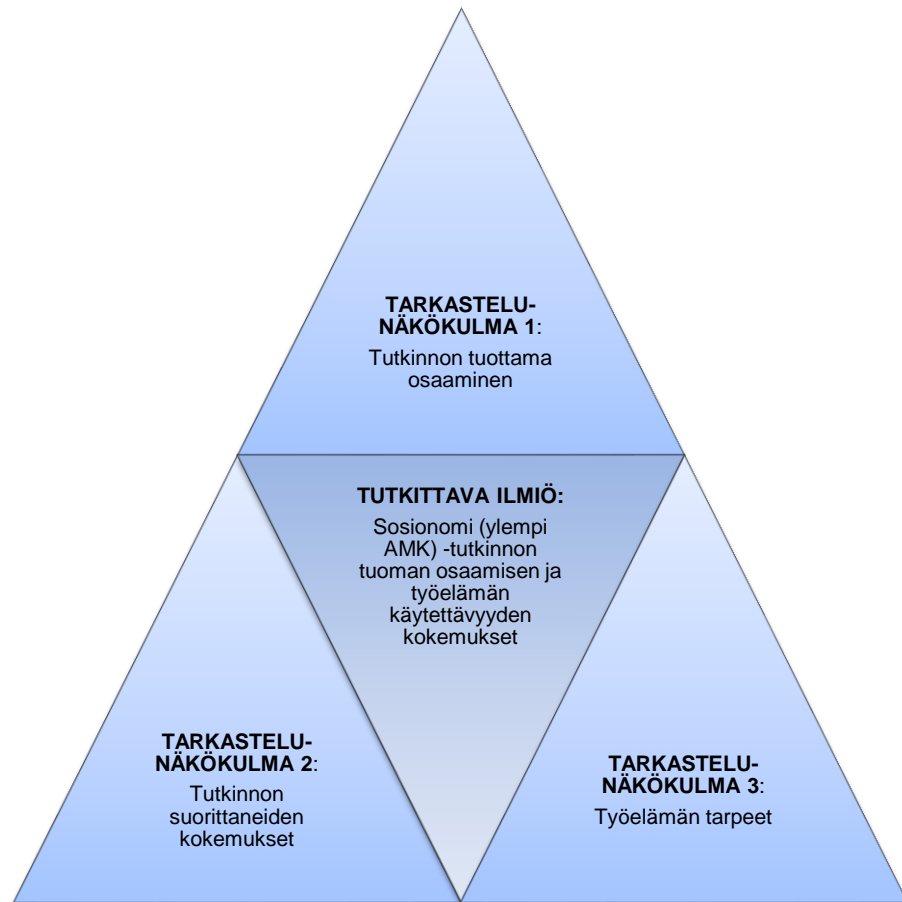 TARKASTELU-
NÄKÖKULMA 1:
Tutkinnon tuottama
osaaminen
TUTKITTAVA ILMIÖ:
Sosionomi (ylempi
AMK) -tutkinnon
tuoman osaamisen ja
työelämän
käytettävyyden
kokemukset
TARKASTELU-
NÄKÖKULMA 2:
Tutkinnon
suorittaneiden
kokemukset
TARKASTELU-
NÄKÖKULMA 3:
Työelämän tarpeet